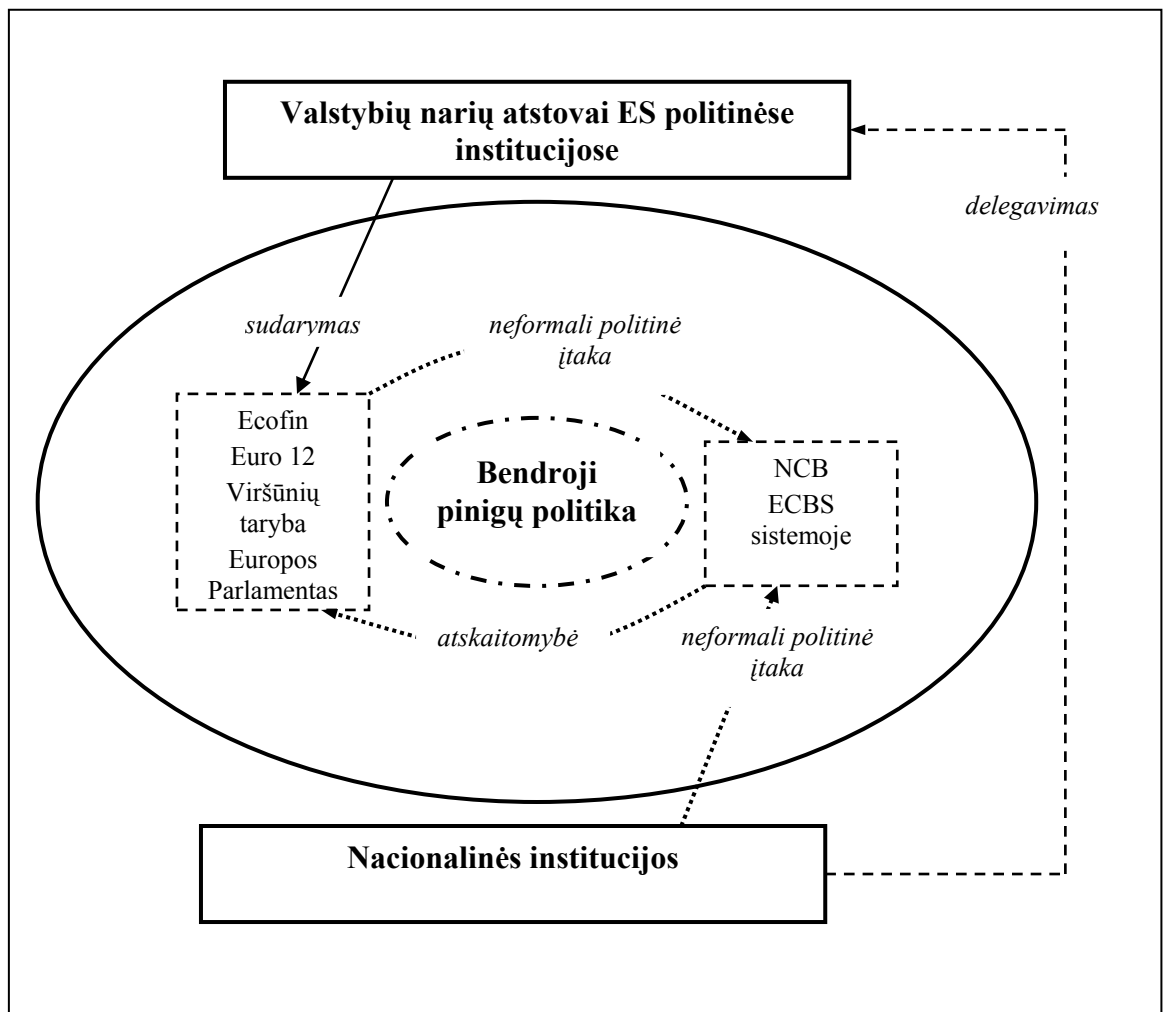 Valstybių narių atstovai ES politinėse
institucijose
delegavimas
sudarymas
neformali politinė
įtaka
Ecofin
Euro 12
Viršūnių
taryba
Europos
Parlamentas
Bendroji
pinigų politika
NCB
ECBS
sistemoje
atskaitomybė
neformali politinė
įtaka
Nacionalinės institucijos